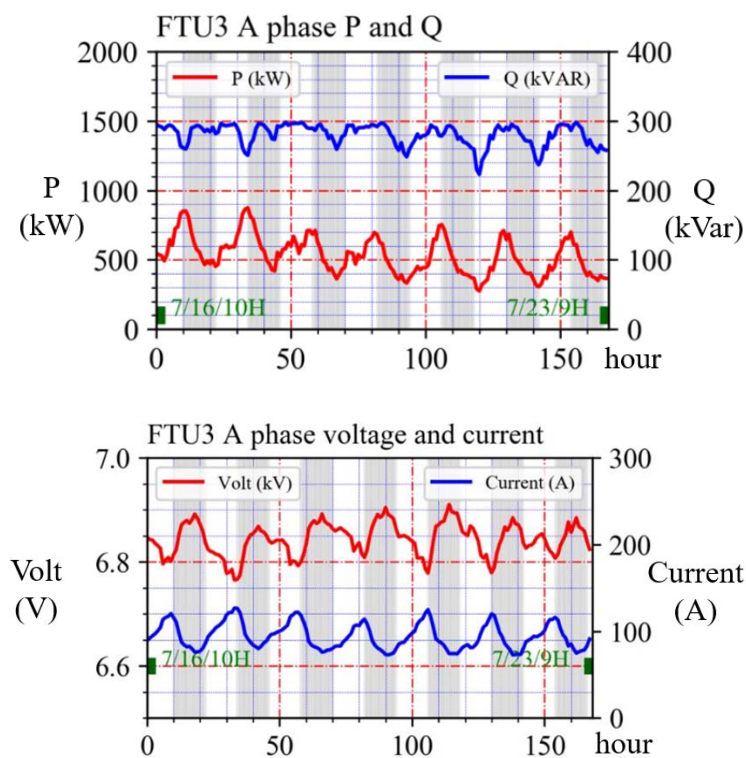 FTU3 A phase P and Q
2000 400
P (kW) Q (kVAR)
1500 300
P 1000 200 Q
(kW) (kVar)
500 100
7/16/10H 7/23/9H
0 0
0 50 100 150 hour
FTU3 A phase voltage and current
7.0 300
Volt (kV) Current (A)
Volt 6.8 200 Current
(V) (A)
100
7/16/10H 7/23/9H
6.6
0
0 50 100 150 hour